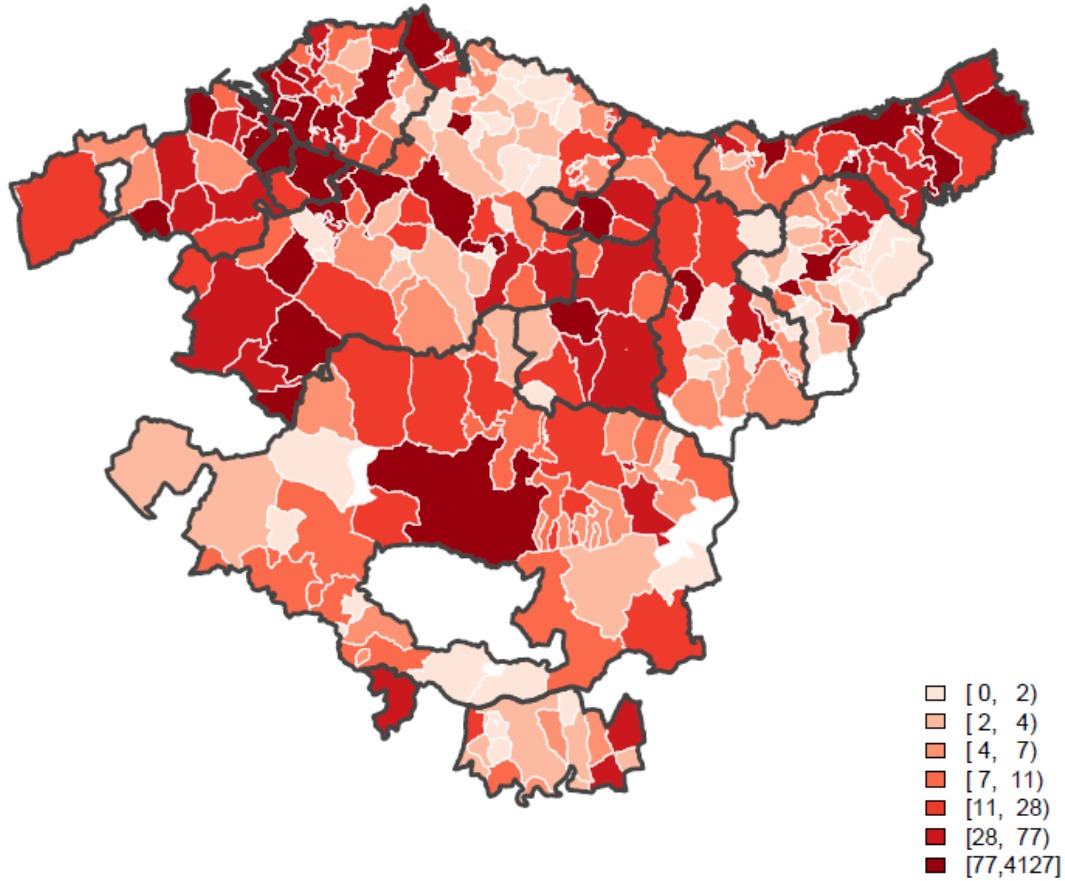 [ 0, 2)
[ 2, 4)
[ 4, 7)
[ 7, 11)
[11, 28)
[28, 77)
[77,4127]